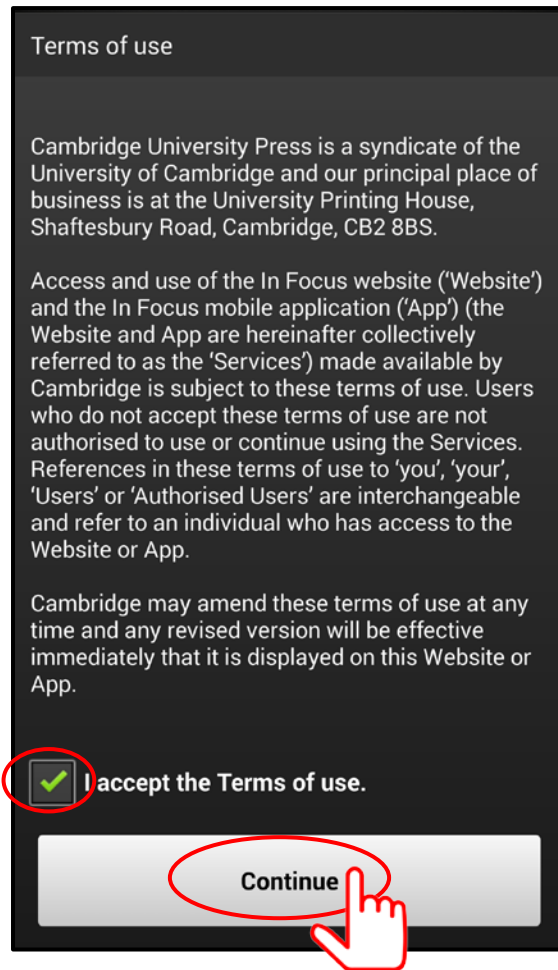 Terms of use
Cambridge University Press is a syndicate of the
University of Cambridge and our principal place of
business is at the University Printing House,
Shaftesbury Road, Cambridge, CB2 8BS.
Access and use of the In Focus website (‘Website’)
and the In Focus mobile application (‘App’) (the
Website and App are hereinafter collectively
referred to as the ‘Services’) made available by
Cambridge is subject to these terms of use. Users
who do not accept these terms of use are not
authorised to use or continue using the Services.
References in these terms of use to ‘you’, ‘your’,
‘Users’ or ‘Authorised Users’ are interchangeable
and refer to an individual who has access to the
Website or App.
Cambridge may amend these terms of use at any
time and any revised version will be effective
immediately that it is displayed on this Website or
App.
I accept the Terms of use.
Continue